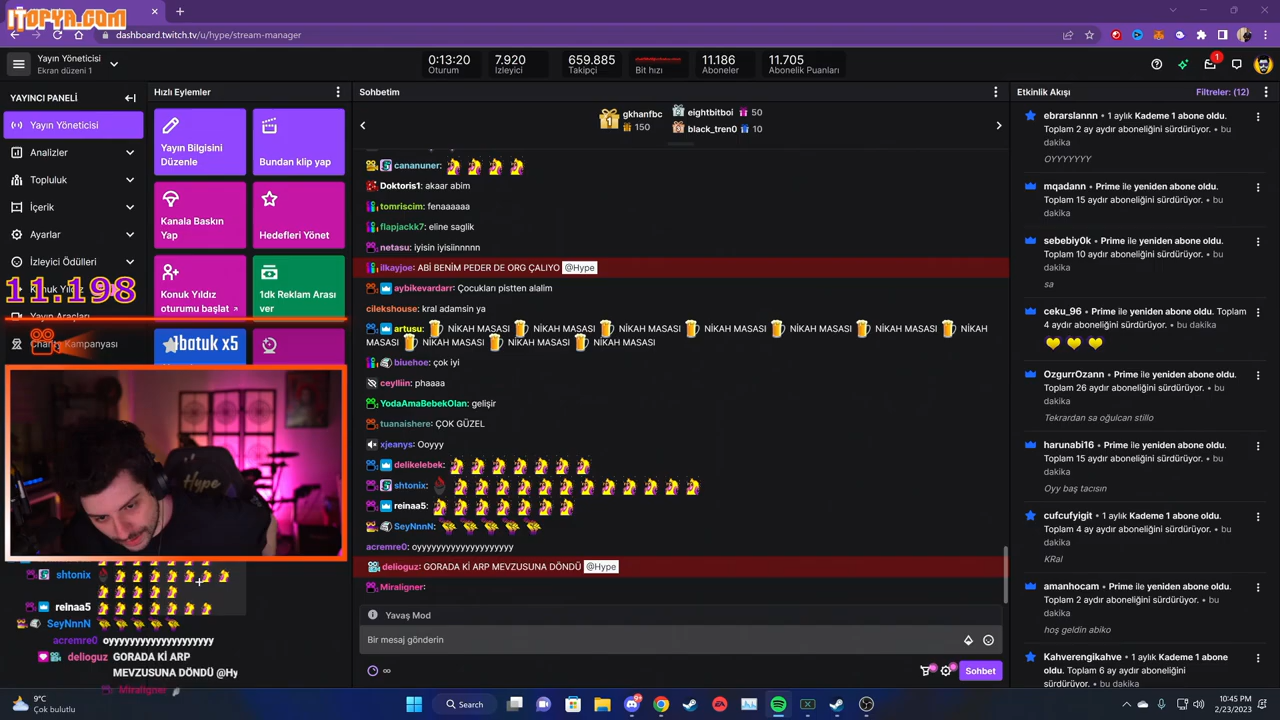 iTOPYA.COM
dashboard.twitch.tv/u/hype/stream-manager
Yayın Yöneticisi
Ekran düzeni 1
0:13:20
Oturum
7.920
İzleyici
659.885
Takipçi
Bit hızı
11.186
Aboneler
11.705
Abonelik Puanları
1
YAYINCI PANELİ
Yayın Yöneticisi
Analizler
Topluluk
İçerik
Ayarlar
İzleyici Ödülleri
11.198
Yayın Araçları
Kampanyası
Hızlı Eylemler
Yayın Bilgisini
Düzenle
Bundan klip yap
Kanala Baskın
Yap
Hedefleri Yönet
Konuk Yıldız
oturumu başlat
1dk Reklam Arası
ver
batuk x5
Hype
shtonix
reinaa5
SeyNnnN
acremre0 oyyyyyyyyyyyyyyyyyyyy
delioguz GORADA Kİ ARP
MEVZUSUNA DÖNDÜ @Hy
Miraligner
Sohbetim
1
gkhanfbc
150
eightbitboi 50
black_tren0 10
cananuner:
Doktoris1: akaar abim
tomriscim: fenaaaaaa
flapjackk7: eline saglik
netasu: iyisin iyisiinnnnn
ilkayjoe: ABİ BENİM PEDER DE ORG ÇALIYO @Hype
aybikevardarr: Çocukları pistten alalim
cilekshouse: kral adamsin ya
artusu: NİKAH MASASI NİKAH MASASI NİKAH MASASI NİKAH MASASI NİKAH MASASI NİKAH MASASI NİKAH
MASASI NİKAH MASASI NİKAH MASASI NİKAH MASASI
biuehoe: çok iyi
ceylliin: phaaaa
YodaAmaBebekOlan: gelişir
tuanaishere: ÇOK GÜZEL
xjeanys: Ooyyy
delikelebek:
shtonix:
reinaa5:
SeyNnnN:
acremre0: oyyyyyyyyyyyyyyyyyyyy
delioguz: GORADA Kİ ARP MEVZUSUNA DÖNDÜ @Hype
Miraligner:
Yavaş Mod
Bir mesaj gönderin
∞
Sohbet
Etkinlik Akışı
Filtreler: (12)
ebrarslannn • 1 aylık Kademe 1 abone oldu.
Toplam 2 ay aboneliğini sürdürüyor. • bu
dakika
OYYYYYYY
mqadann • Prime ile yeniden abone oldu.
Toplam 15 aydır aboneliğini sürdürüyor. • bu
dakika
sebebiy0k • Prime ile yeniden abone oldu.
Toplam 10 aydır aboneliğini sürdürüyor. • bu
dakika
sa
ceku_96 • Prime ile yeniden abone oldu. Toplam
4 aydır aboneliğini sürdürüyor. • bu dakika
OzgurrOzann • Prime ile yeniden abone oldu.
Toplam 26 aydır aboneliğini sürdürüyor. • bu
dakika
Tekrardan sa oğulcan stillo
harunabi16 • Prime ile yeniden abone oldu.
Toplam 15 aydır aboneliğini sürdürüyor. • bu
dakika
Oyy baş tacısın
cufcufyigit • 1 aylık Kademe 1 abone oldu.
Toplam 4 ay aydır aboneliğini sürdürüyor. • bu
dakika
KRal
amanhocam • Prime ile yeniden abone oldu.
Toplam 2 aydır aboneliğini sürdürüyor. • bu
dakika
hoş geldin abiko
Kahverengikahve • 1 aylık Kademe 1 abone
oldu. Toplam 6 ay aydır aboneliğini sürdürüyor.
9°C
Çok bulutlu
Search
10:45 PM
2/23/2023